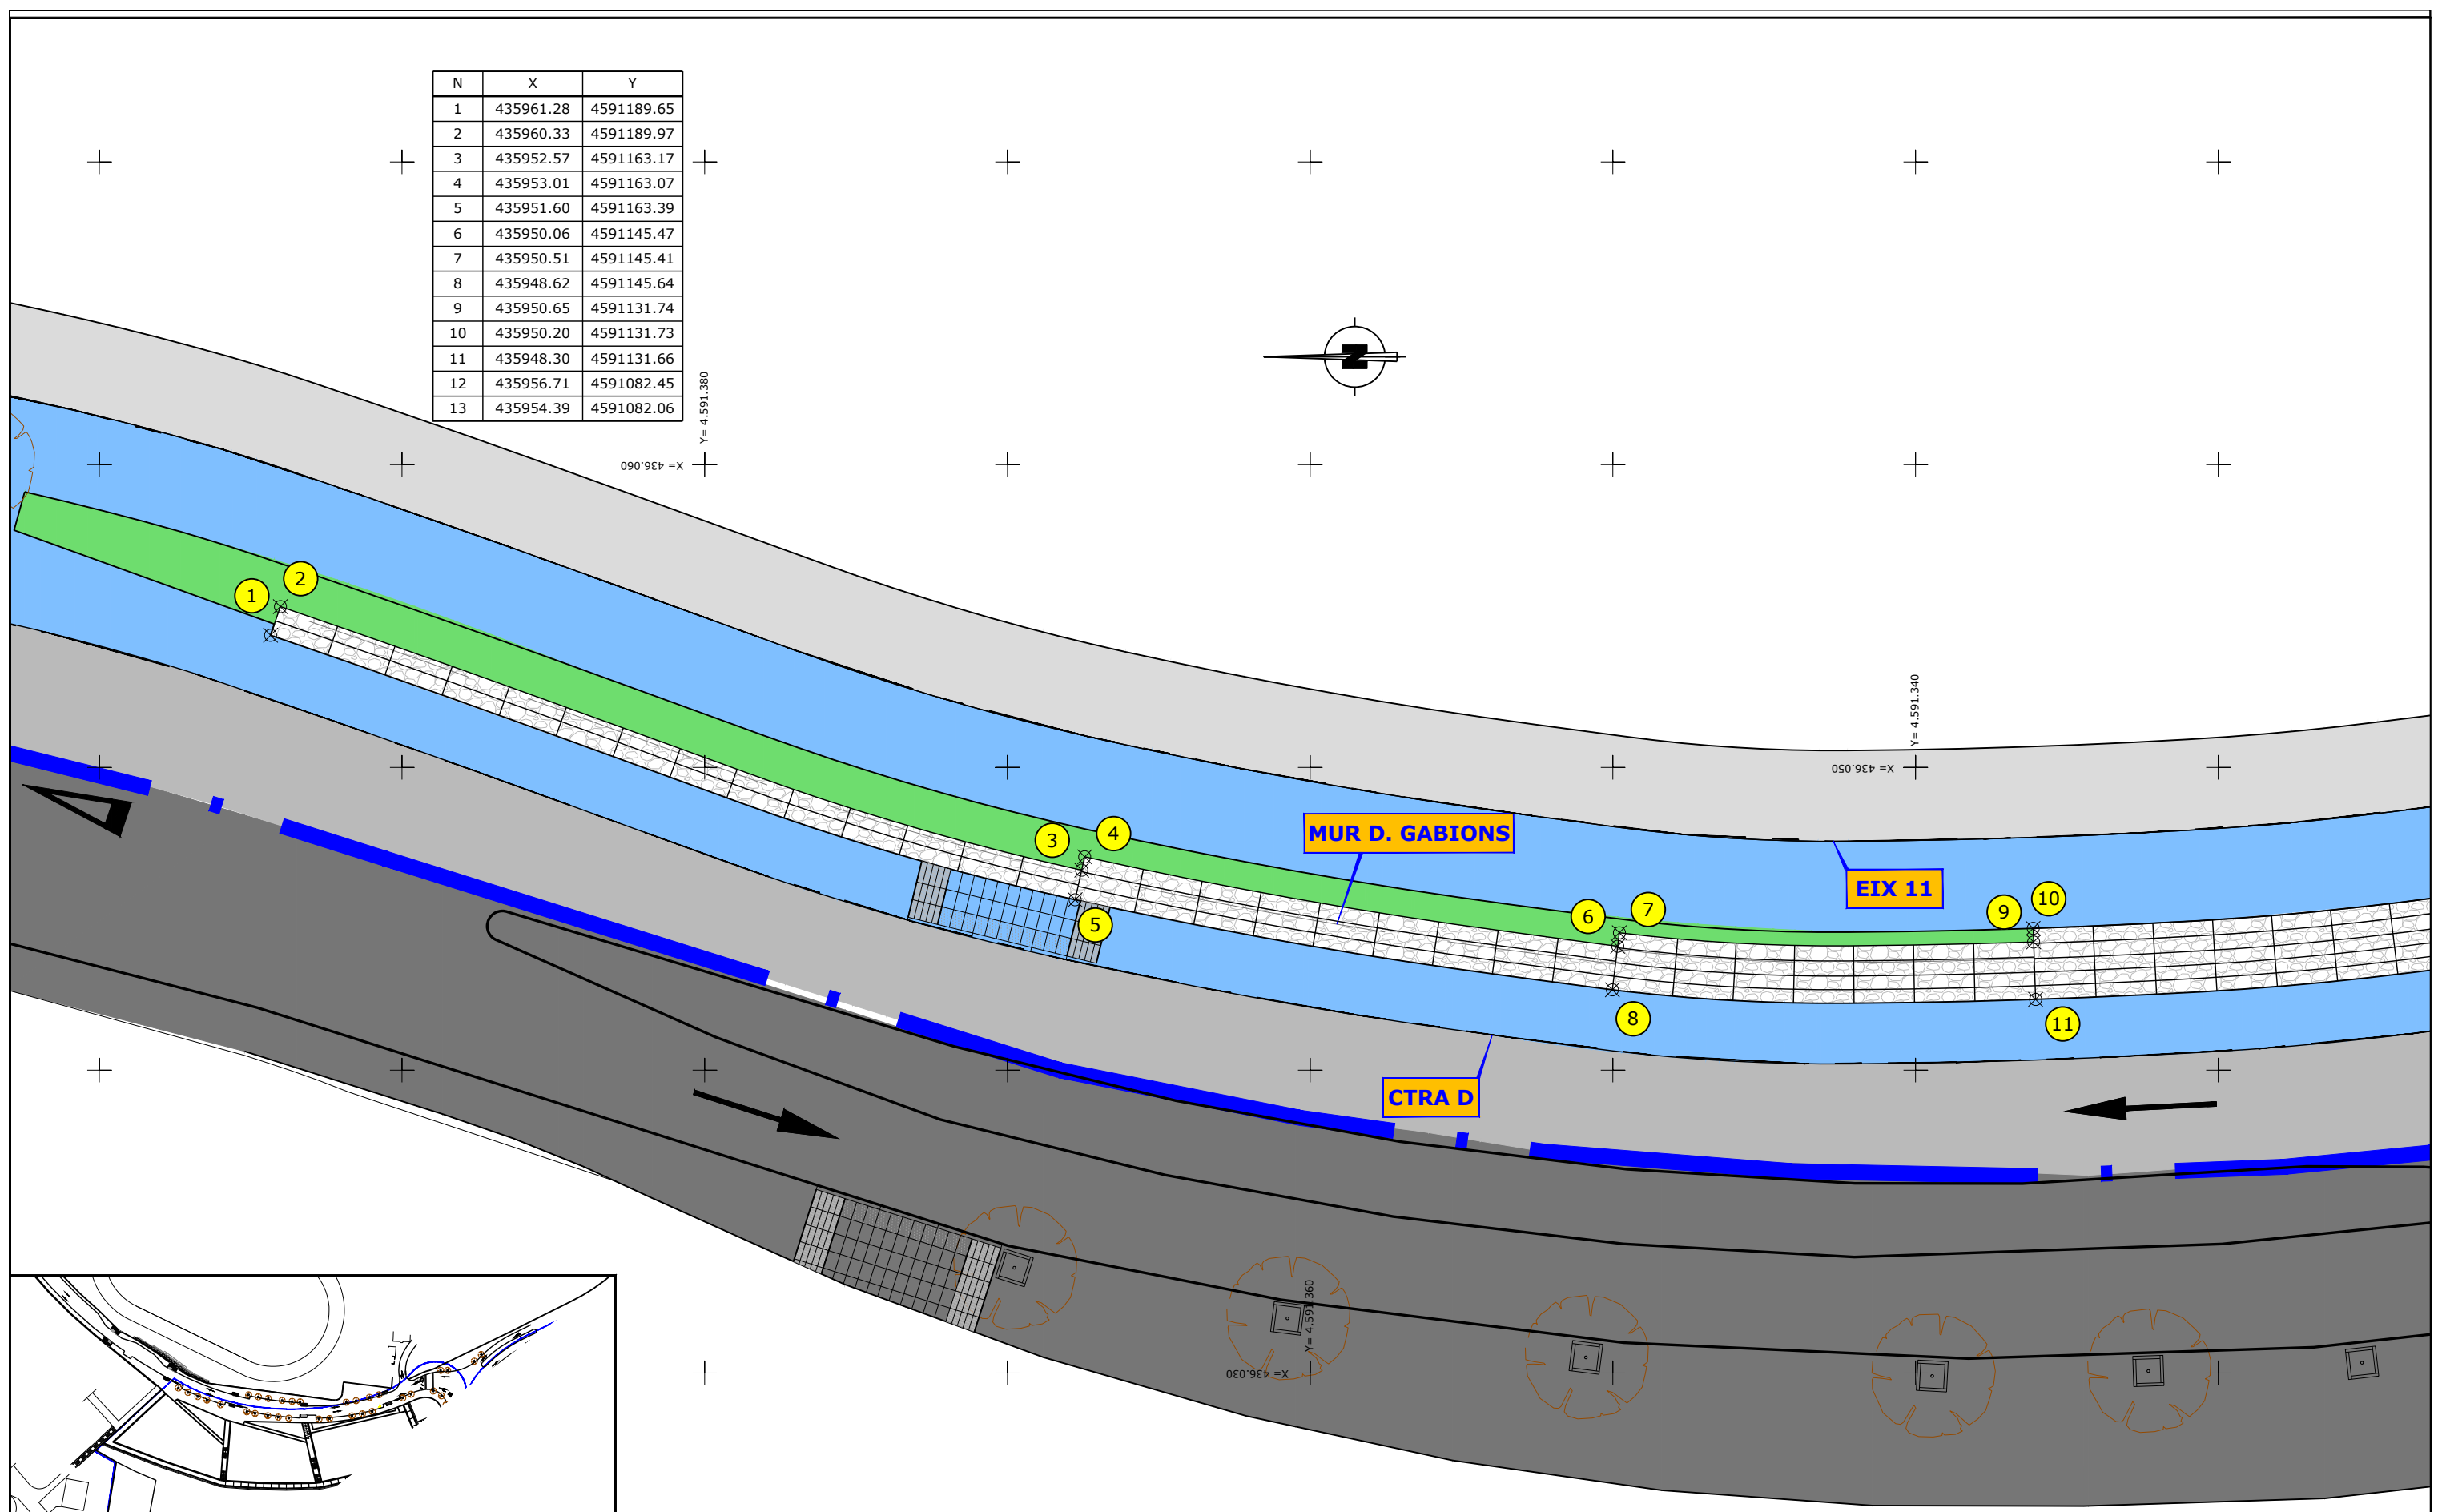 N X Y
1 435961.28 4591189.65
2 435960.33 4591189.97
3 435952.57 4591163.17
4 435953.01 4591163.07
5 435951.60 4591163.39
6 435950.06 4591145.47
7 435950.51 4591145.41
8 435948.62 4591145.64
9 435950.65 4591131.74
10 435950.20 4591131.73
11 435948.30 4591131.66
12 435956.71 4591082.45
13 435954.39 4591082.06
Y= 4.591.380
X= 436.060
N
1
2
3
4
5
MUR D. GABIONS
6
7
8
Y= 4.591.340
X= 436.050
EIX 11
9
10
11
CTRA D
Y= 4.591.360
X= 436.030